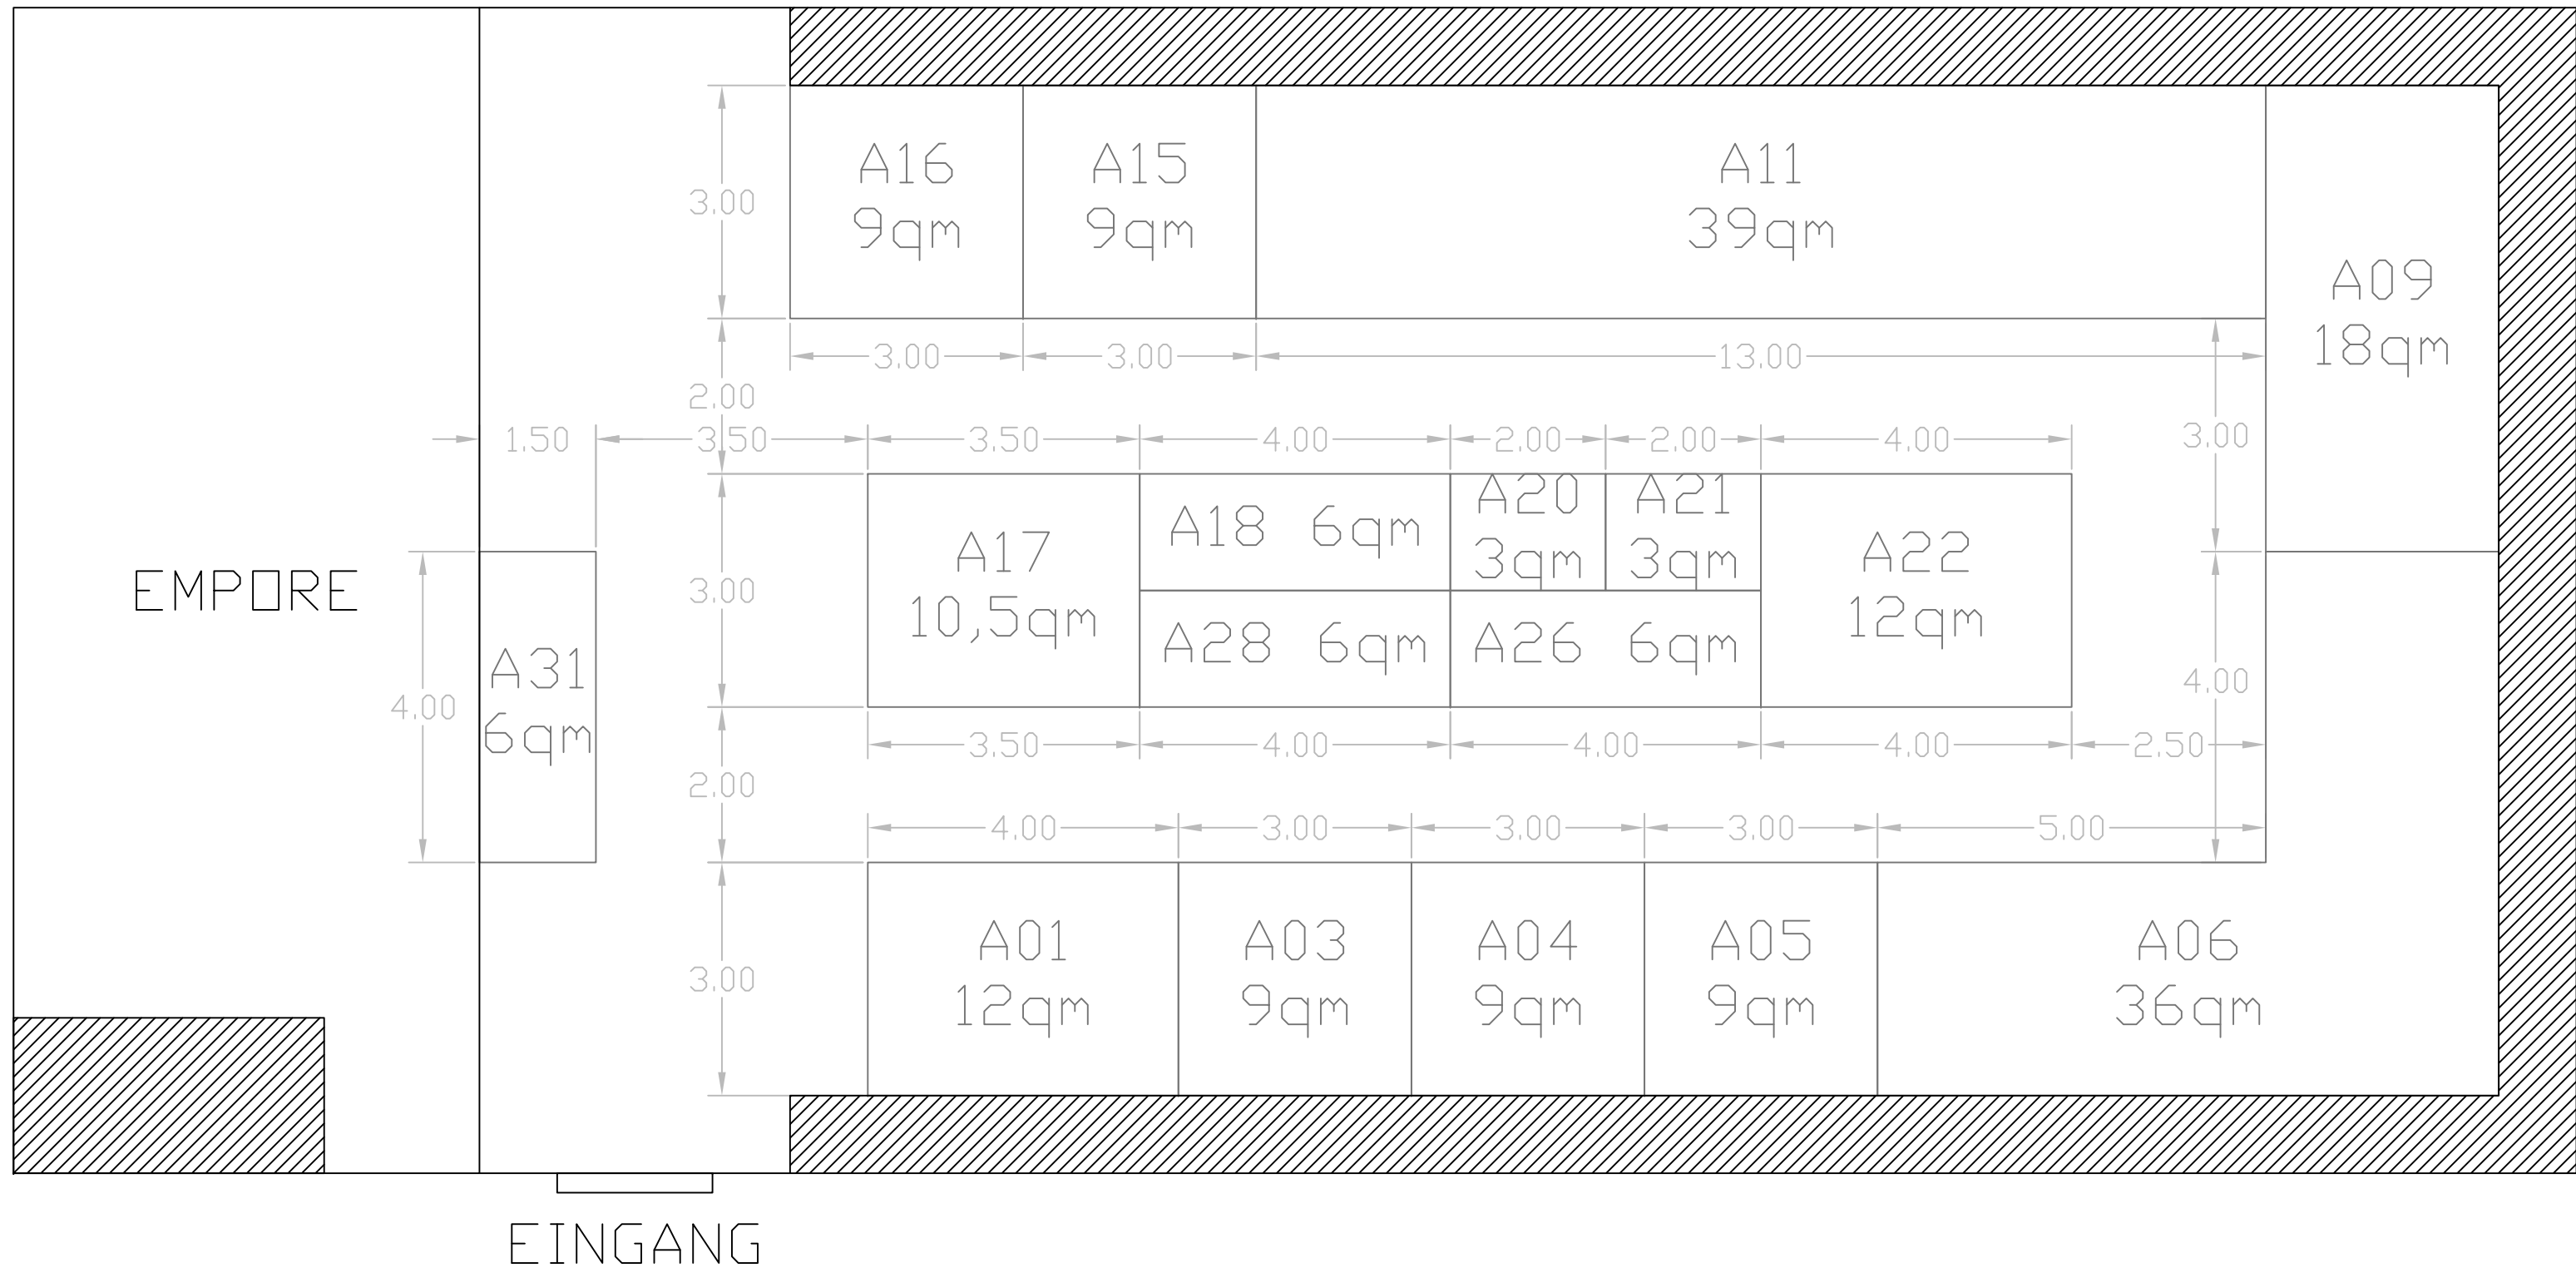 A16
9qm
A15
9qm
A11
39qm
A09
18qm
3.00
3.00
3.00
13.00
2.00
3.00
1.50
3.50
3.50
4.00
2.00
2.00
4.00
A17
10,5qm
A18 6qm
A20
3qm
A21
3qm
A22
12qm
A28 6qm
A26 6qm
EMPORE
3.00
A31
6qm
4.00
4.00
3.50
4.00
4.00
4.00
2.50
2.00
4.00
3.00
3.00
3.00
5.00
3.00
A01
12qm
A03
9qm
A04
9qm
A05
9qm
A06
36qm
EINGANG